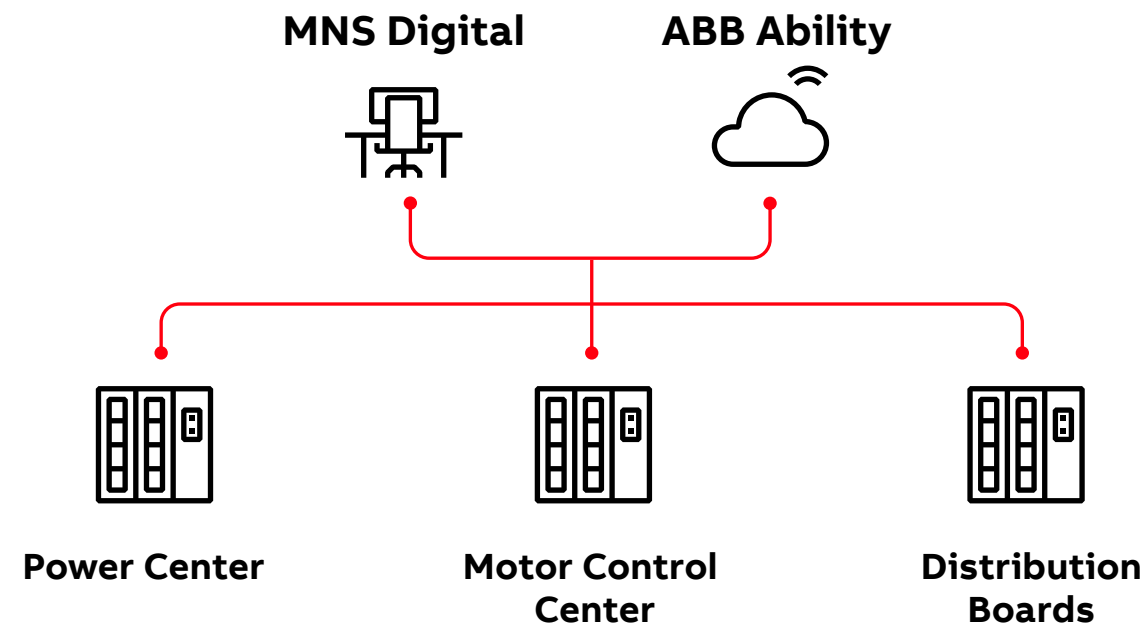 MNS Digital
ABB Ability
Power Center
Motor Control
Center
Distribution
Boards